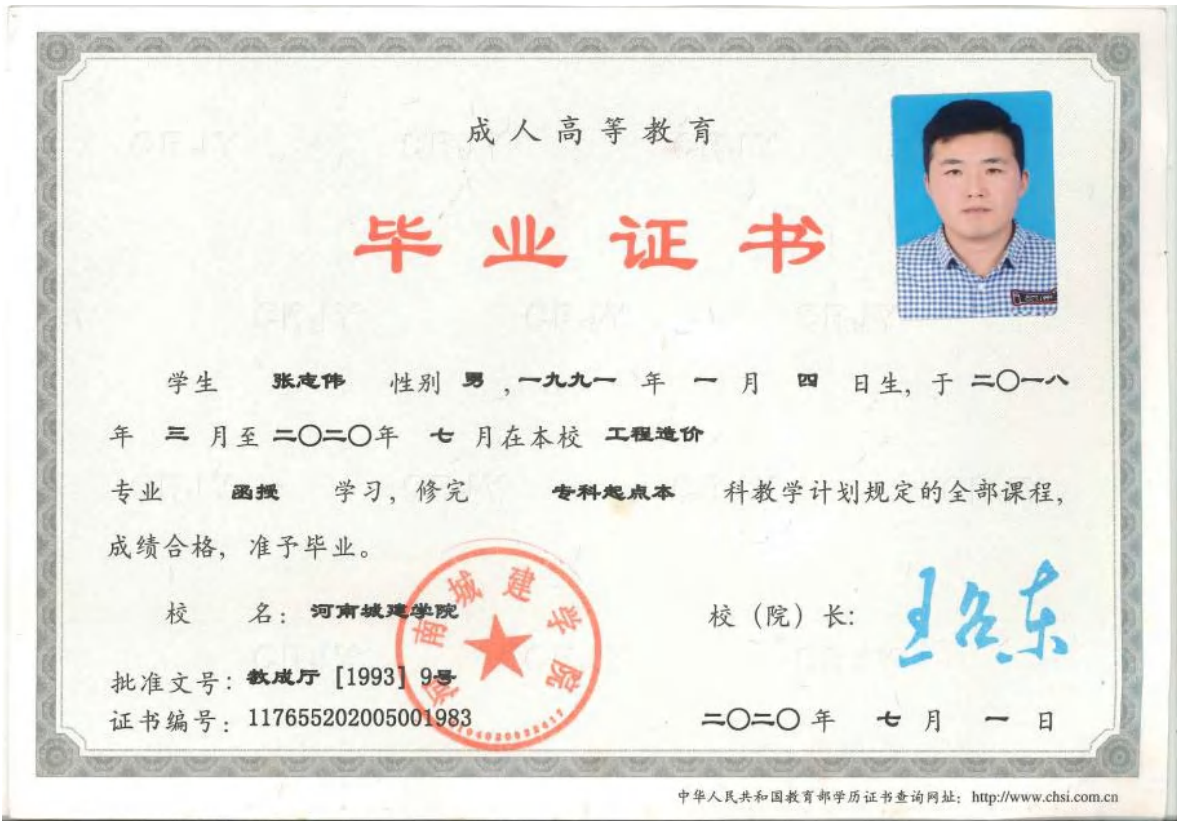 成人高等教育
毕业证书
学生 张志伟 性别 男 ,一九九一 年 一 月 四 日生, 于 二〇一八
年 三 月至 二〇二〇年 七 月在本校 工程造价
专业 函授 学习, 修完 专科起点本 科教学计划规定的全部课程,
成绩合格, 准予毕业。
校 名: 河南城建学院
校 (院) 长:
批准文号: 教成厅 [1993] 9号
证书编号: 117655202005001983
二〇二〇 年 七 月 一 日
河南城建学院
中华人民共和国教育部学历证书查询网址: http://www.chsi.com.cn